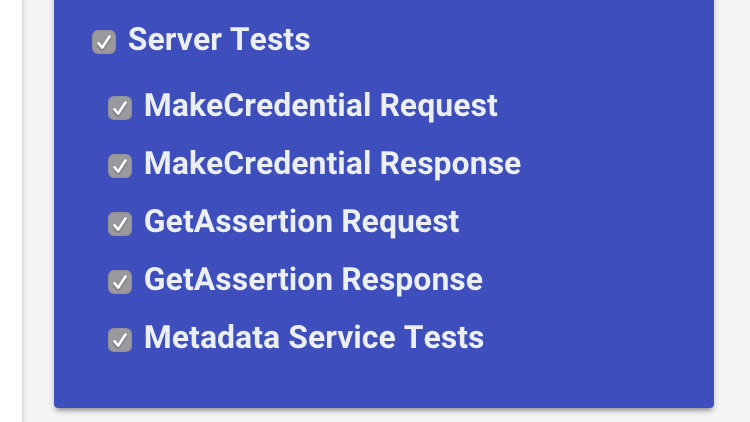 Server Tests
MakeCredential Request
MakeCredential Response
GetAssertion Request
GetAssertion Response
Metadata Service Tests